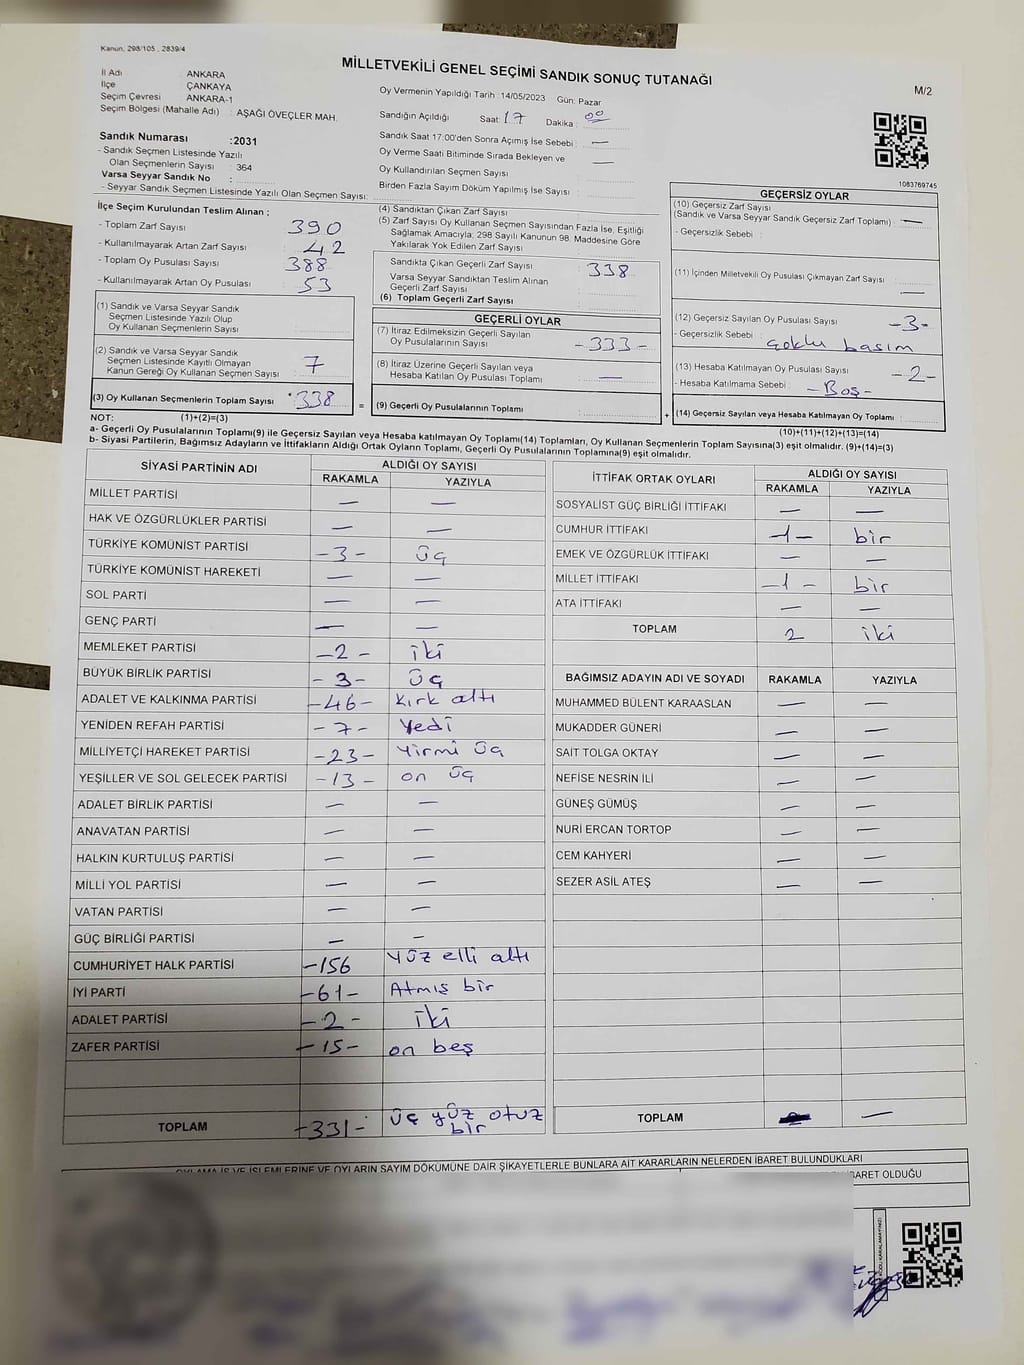 Kanun, 298/105 , 2839/4
MİLLETVEKİLİ GENEL SEÇİMİ SANDIK SONUÇ TUTANAĞI
M/2
İl Adı ANKARA
İlçe ÇANKAYA
Seçim Çevresi ANKARA-1
Seçim Bölgesi (Mahalle Adı) : AŞAĞI ÖVEÇLER MAH.
Sandık Numarası :2031
- Sandık Seçmen Listesinde Yazılı
Olan Seçmenlerin Sayısı : 364
Varsa Seyyar Sandık No :
- Seyyar Sandık Seçmen Listesinde Yazılı Olan Seçmen Sayısı:
Oy Vermenin Yapıldığı Tarih :14/05/2023 Gün: Pazar
Sandığın Açıldığı Saat: 17 Dakika : 00
Sandık Saat 17:00'den Sonra Açımış İse Sebebi : —
Oy Verme Saati Bitiminde Sırada Bekleyen ve —
Oy Kullandırılan Seçmen Sayısı :
Birden Fazla Sayım Döküm Yapılmış İse Sayısı :
1083769745
İlçe Seçim Kurulundan Teslim Alınan ;
- Toplam Zarf Sayısı : 390
- Kullanılmayarak Artan Zarf Sayısı : 42
- Toplam Oy Pusulası Sayısı : 388
- Kullanılmayarak Artan Oy Pusulası : 53
(1) Sandık ve Varsa Seyyar Sandık
Seçmen Listesinde Yazılı Olup
Oy Kullanan Seçmenlerin Sayısı :
(2) Sandık ve Varsa Seyyar Sandık
Seçmen Listesinde Kayıtlı Olmayan
Kanun Gereği Oy Kullanan Seçmen Sayısı : 7
(3) Oy Kullanan Seçmenlerin Toplam Sayısı 338
(4) Sandıktan Çıkan Zarf Sayısı :
(5) Zarf Sayısı Oy Kullanan Seçmen Sayısından Fazla İse, Eşitliği
Sağlamak Amacıyla; 298 Sayılı Kanunun 98. Maddesine Göre
Yakılarak Yok Edilen Zarf Sayısı :
Sandıkta Çıkan Geçerli Zarf Sayısı : 338
Varsa Seyyar Sandıktan Teslim Alınan
Geçerli Zarf Sayısı :
(6) Toplam Geçerli Zarf Sayısı :
GEÇERLİ OYLAR
(7) İtiraz Edilmeksizin Geçerli Sayılan
Oy Pusulalarının Sayısı : -333-
(8) İtiraz Üzerine Geçerli Sayılan veya
Hesaba Katılan Oy Pusulası Toplamı : —
= (9) Geçerli Oy Pusulalarının Toplamı : +
GEÇERSİZ OYLAR
(10) Geçersiz Zarf Sayısı
(Sandık ve Varsa Seyyar Sandık Geçersiz Zarf Toplamı) : —
- Geçersizlik Sebebi :
(11) İçinden Milletvekili Oy Pusulası Çıkmayan Zarf Sayısı :
—
(12) Geçersiz Sayılan Oy Pusulası Sayısı : -3-
- Geçersizlik Sebebi : çoklu basım
(13) Hesaba Katılmayan Oy Pusulası Sayısı : -2-
- Hesaba Katılmama Sebebi : -Boş-
(14) Geçersiz Sayılan veya Hesaba Katılmayan Oy Toplamı :
(10)+(11)+(12)+(13)=(14)
NOT: (1)+(2)=(3)
a- Geçerli Oy Pusulalarının Toplamı(9) ile Geçersiz Sayılan veya Hesaba katılmayan Oy Toplamı(14) Toplamları, Oy Kullanan Seçmenlerin Toplam Sayısına(3) eşit olmalıdır. (9)+(14)=(3)
b- Siyasi Partilerin, Bağımsız Adayların ve İttifakların Aldığı Ortak Oyların Toplamı, Geçerli Oy Pusulalarının Toplamına(9) eşit olmalıdır.
SİYASİ PARTİNİN ADI ALDIĞI OY SAYISI
RAKAMLA YAZIYLA
MİLLET PARTİSİ — —
HAK VE ÖZGÜRLÜKLER PARTİSİ — —
TÜRKİYE KOMÜNİST PARTİSİ -3- üç
TÜRKİYE KOMÜNİST HAREKETİ — —
SOL PARTİ — —
GENÇ PARTİ — —
MEMLEKET PARTİSİ -2- iki
BÜYÜK BİRLİK PARTİSİ -3- üç
ADALET VE KALKINMA PARTİSİ -46- Kırk altı
YENİDEN REFAH PARTİSİ -7- Yedi
MİLLİYETÇİ HAREKET PARTİSİ -23- Yirmi üç
YEŞİLLER VE SOL GELECEK PARTİSİ -13- on üç
ADALET BİRLİK PARTİSİ — —
ANAVATAN PARTİSİ — —
HALKIN KURTULUŞ PARTİSİ — —
MİLLİ YOL PARTİSİ — —
VATAN PARTİSİ — —
GÜÇ BİRLİĞİ PARTİSİ — —
CUMHURİYET HALK PARTİSİ -156 Yüz elli altı
İYİ PARTİ -61- Atmış bir
ADALET PARTİSİ -2- iki
ZAFER PARTİSİ -15- on beş
TOPLAM -331- üç yüz otuz
bir
İTTİFAK ORTAK OYLARI ALDIĞI OY SAYISI
RAKAMLA YAZIYLA
SOSYALİST GÜÇ BİRLİĞİ İTTİFAKI — —
CUMHUR İTTİFAKI -1- bir
EMEK VE ÖZGÜRLÜK İTTİFAKI — —
MİLLET İTTİFAKI -1- bir
ATA İTTİFAKI — —
TOPLAM 2 iki
BAĞIMSIZ ADAYIN ADI VE SOYADI RAKAMLA YAZIYLA
MUHAMMED BÜLENT KARAASLAN — —
MUKADDER GÜNERİ — —
SAİT TOLGA OKTAY — —
NEFİSE NESRİN İLİ — —
GÜNEŞ GÜMÜŞ — —
NURİ ERCAN TORTOP — —
CEM KAHYERİ — —
SEZER ASİL ATEŞ — —
TOPLAM —
OYLAMA İŞ VE İŞLEMLERİNE VE OYLARIN SAYIM DÖKÜMÜNE DAİR ŞİKAYETLERLE BUNLARA AİT KARARLARIN NELERDEN İBARET BULUNDUKLARI
İBARET OLDUĞU